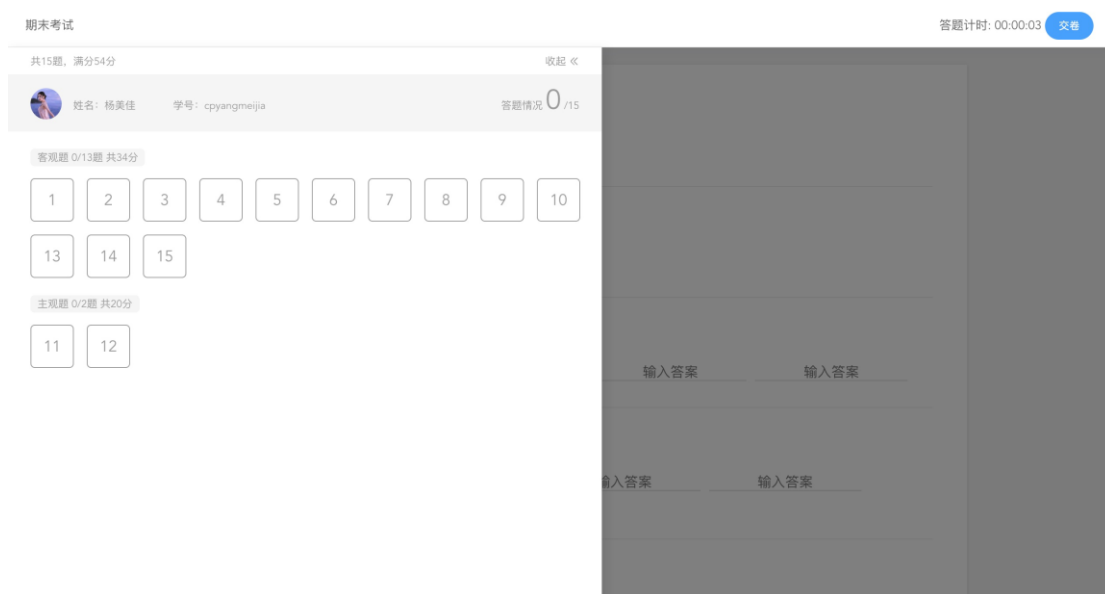 期末考试
答题计时: 00:00:03 交卷
共15题，满分54分 收起 《
姓名：杨美佳 学号：cpyangmeijia 答题情况 0 /15
客观题 0/13题 共34分
1 2 3 4 5 6 7 8 9 10
13 14 15
主观题 0/2题 共20分
11 12
输入答案 输入答案
输入答案 输入答案